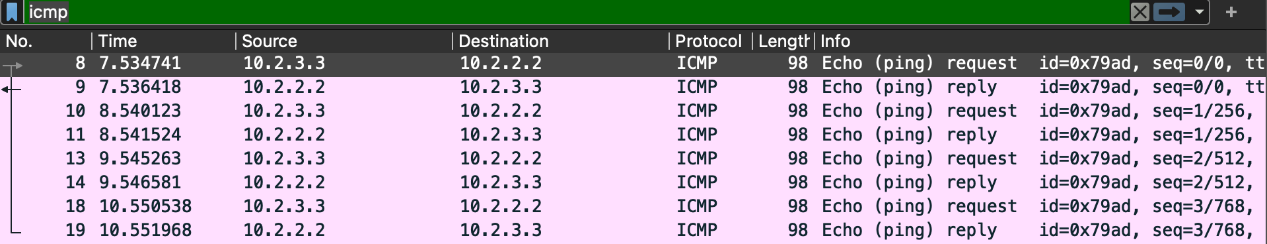 icmp
No. Time Source Destination Protocol Length Info
8 7.534741 10.2.3.3 10.2.2.2 ICMP 98 Echo (ping) request id=0x79ad, seq=0/0, tt
9 7.536418 10.2.2.2 10.2.3.3 ICMP 98 Echo (ping) reply id=0x79ad, seq=0/0, tt
10 8.540123 10.2.3.3 10.2.2.2 ICMP 98 Echo (ping) request id=0x79ad, seq=1/256,
11 8.541524 10.2.2.2 10.2.3.3 ICMP 98 Echo (ping) reply id=0x79ad, seq=1/256,
13 9.545263 10.2.3.3 10.2.2.2 ICMP 98 Echo (ping) request id=0x79ad, seq=2/512,
14 9.546581 10.2.2.2 10.2.3.3 ICMP 98 Echo (ping) reply id=0x79ad, seq=2/512,
18 10.550538 10.2.3.3 10.2.2.2 ICMP 98 Echo (ping) request id=0x79ad, seq=3/768,
19 10.551968 10.2.2.2 10.2.3.3 ICMP 98 Echo (ping) reply id=0x79ad, seq=3/768,